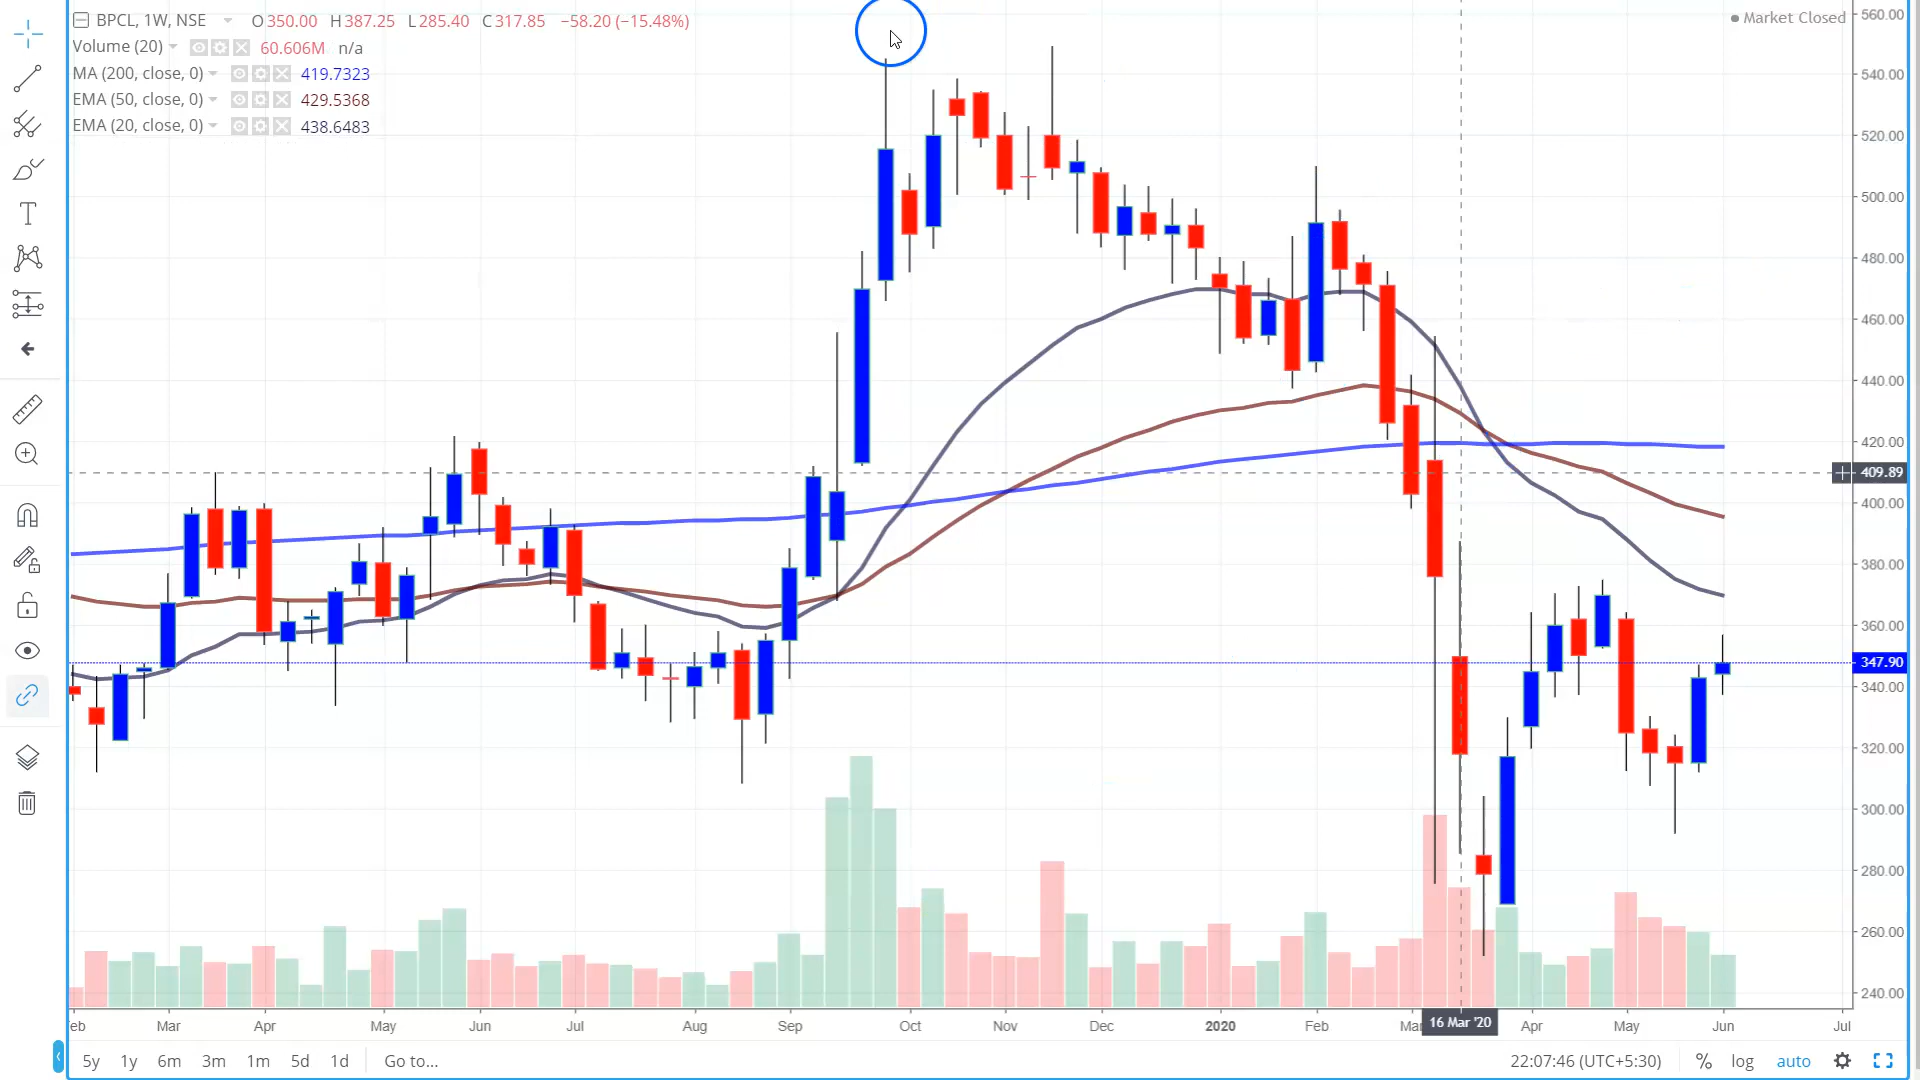 BPCL, 1W, NSE O350.00 H387.25 L285.40 C317.85 −58.20 (−15.48%)
Market Closed
Volume (20) 60.606M n/a
MA (200, close, 0) 419.7323
EMA (50, close, 0) 429.5368
EMA (20, close, 0) 438.6483
560.00
540.00
520.00
500.00
480.00
460.00
440.00
420.00
409.89
400.00
380.00
360.00
347.90
340.00
320.00
300.00
280.00
260.00
240.00
eb Mar Apr May Jun Jul Aug Sep Oct Nov Dec 2020 Feb Mar 16 Mar '20 Apr May Jun Jul
5y 1y 6m 3m 1m 5d 1d Go to... 22:07:46 (UTC+5:30) % log auto